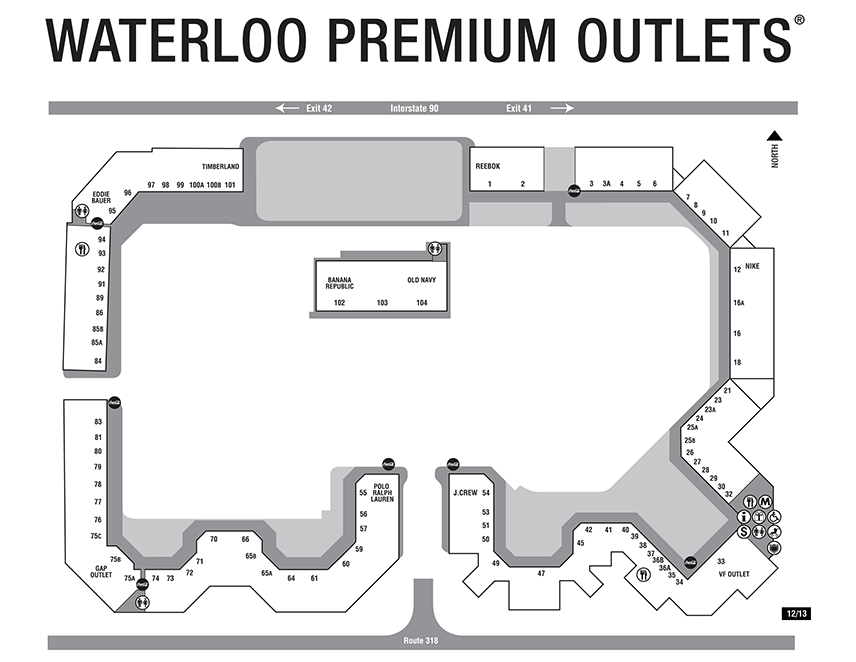 WATERLOO PREMIUM OUTLETS®
Exit 42
Interstate 90
Exit 41
NORTH
TIMBERLAND
97 98 99 100A 100B 101
96
EDDIE
BAUER
95
94
93
92
91
89
86
85B
85A
84
REEBOK
1 2
3 3A 4 5 6
7
8
9
10
11
12 NIKE
16A
16
18
BANANA
REPUBLIC
OLD NAVY
102 103 104
21
23
23A
24
25A
25B
26
27
28
29
30
32
83
81
80
79
78
77
76
75C
75B
GAP
OUTLET
75A
74 73
72
71
70
66
65B
65A
64
61
60
59
57
56
55
POLO
RALPH
LAUREN
J.CREW 54
53
51
50
49
47
45
42 41 40
39
38
37
36B
36A
35
34
33
VF OUTLET
M
i
S
12/13
Route 318